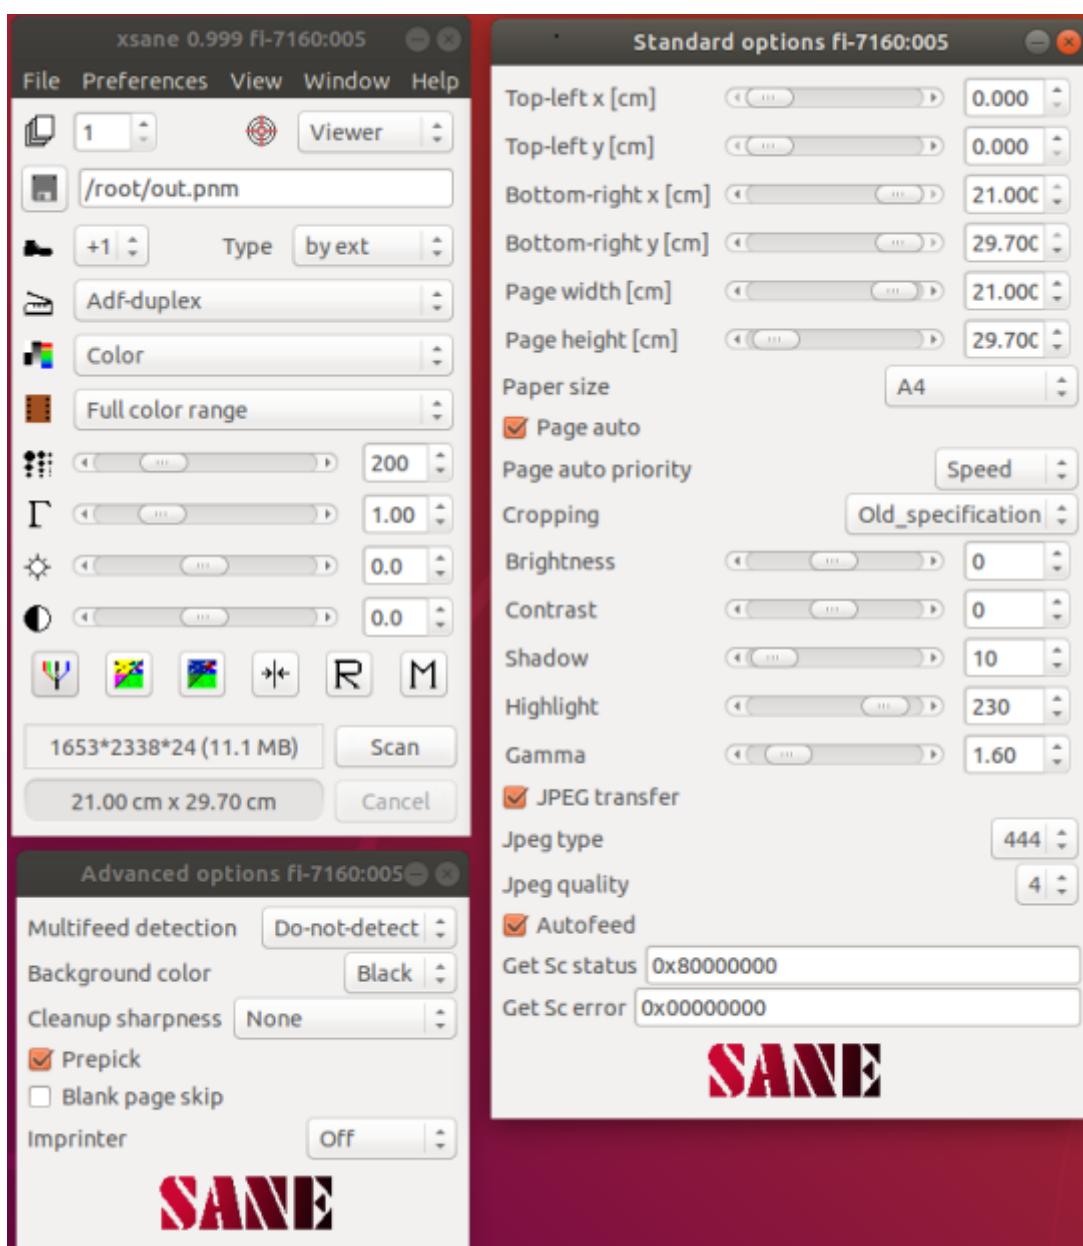 xsane 0.999 fi-7160:005
File Preferences View Window Help
1 Viewer
/root/out.pnm
+1 Type by ext
Adf-duplex
Color
Full color range
200
1.00
0.0
0.0
R M
1653*2338*24 (11.1 MB) Scan
21.00 cm x 29.70 cm Cancel
Advanced options fi-7160:005
Multifeed detection Do-not-detect
Background color Black
Cleanup sharpness None
Prepick
Blank page skip
Imprinter Off
SANE
Standard options fi-7160:005
Top-left x [cm] 0.000
Top-left y [cm] 0.000
Bottom-right x [cm] 21.000
Bottom-right y [cm] 29.700
Page width [cm] 21.000
Page height [cm] 29.700
Paper size A4
Page auto
Page auto priority Speed
Cropping Old_specification
Brightness 0
Contrast 0
Shadow 10
Highlight 230
Gamma 1.60
JPEG transfer
Jpeg type 444
Jpeg quality 4
Autofeed
Get Sc status 0x80000000
Get Sc error 0x00000000
SANE